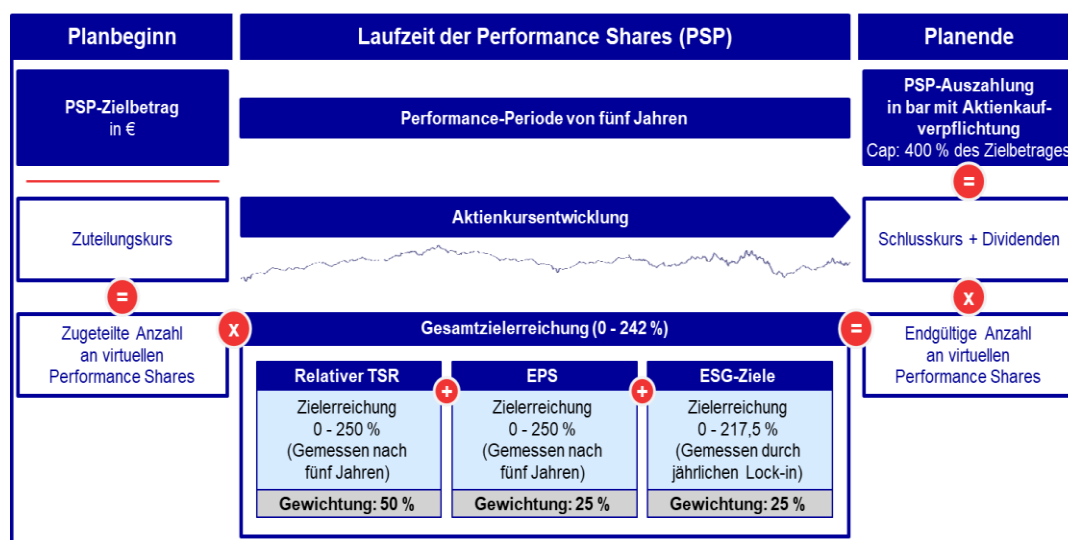 Planbeginn
Laufzeit der Performance Shares (PSP)
Planende
PSP-Zielbetrag
in €
Performance-Periode von fünf Jahren
PSP-Auszahlung
in bar mit Aktienkauf-
verpflichtung
Cap: 400 % des Zielbetrages
=
Zuteilungskurs
Aktienkursentwicklung
Schlusskurs + Dividenden
=
x
Zugeteilte Anzahl
an virtuellen
Performance Shares
x
Gesamtzielerreichung (0 - 242 %)
=
Endgültige Anzahl
an virtuellen
Performance Shares
Relativer TSR
Zielerreichung
0 - 250 %
(Gemessen nach
fünf Jahren)
Gewichtung: 50 %
+
EPS
Zielerreichung
0 - 250 %
(Gemessen nach
fünf Jahren)
Gewichtung: 25 %
+
ESG-Ziele
Zielerreichung
0 - 217,5 %
(Gemessen durch
jährlichen Lock-in)
Gewichtung: 25 %